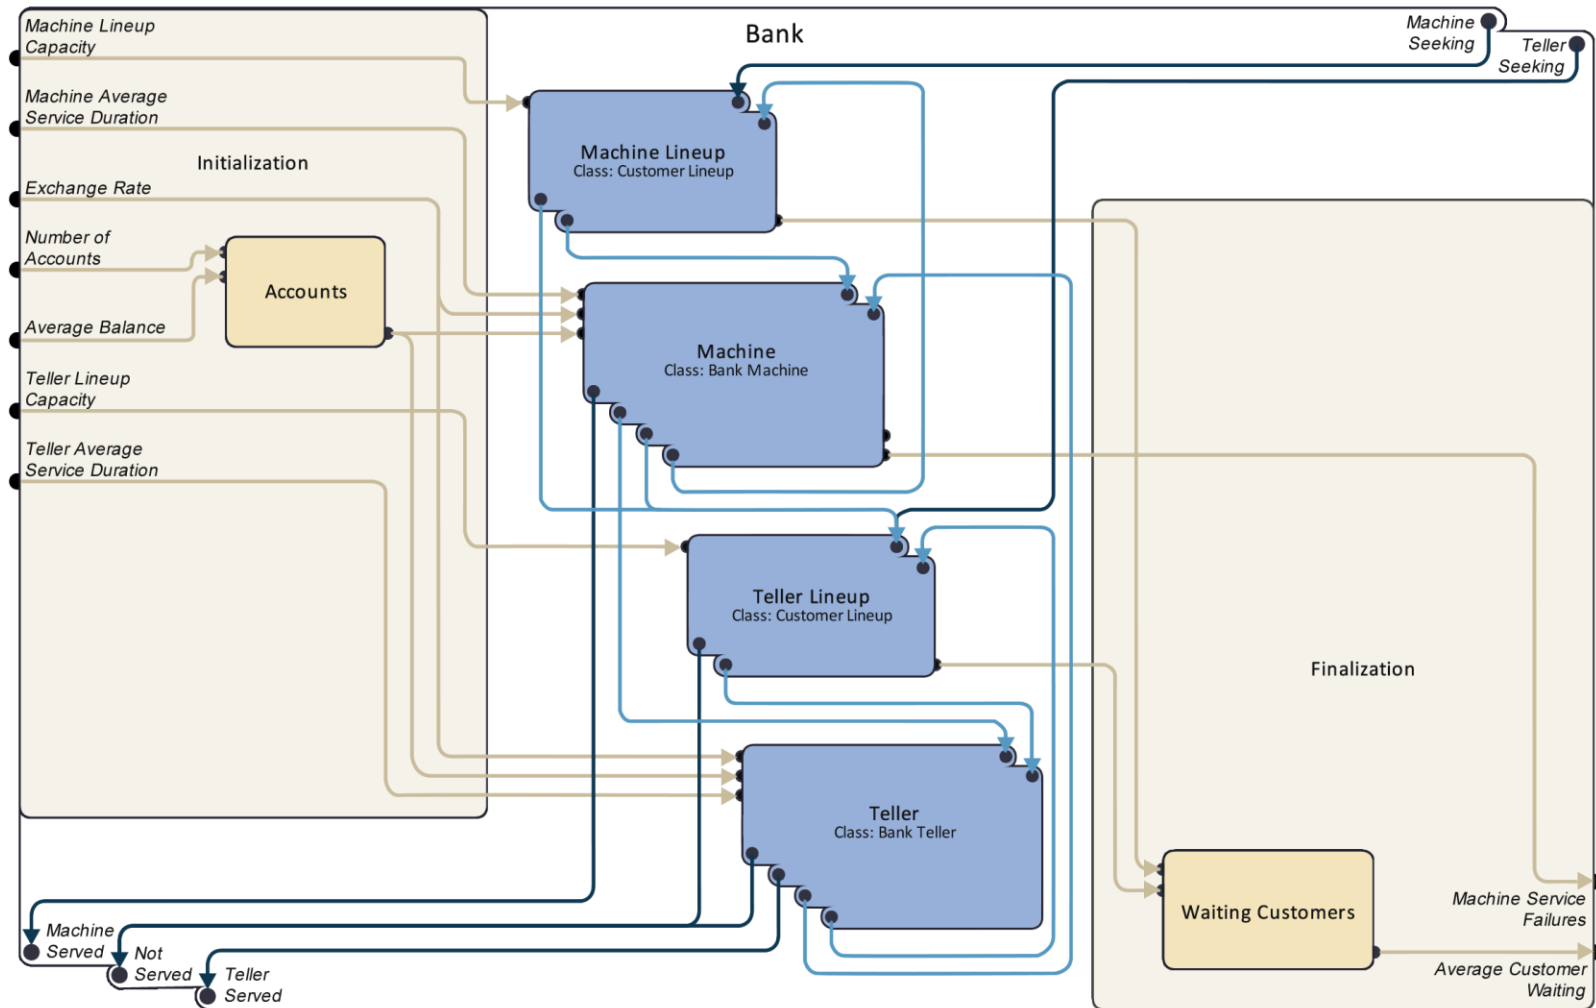 Bank
Machine
Seeking
Teller
Seeking
Machine Lineup
Capacity
Machine Average
Service Duration
Initialization
Exchange Rate
Number of
Accounts
Accounts
Average Balance
Teller Lineup
Capacity
Teller Average
Service Duration
Machine Lineup
Class: Customer Lineup
Machine
Class: Bank Machine
Teller Lineup
Class: Customer Lineup
Teller
Class: Bank Teller
Finalization
Waiting Customers
Machine Service
Failures
Average Customer
Waiting
Machine
Served
Not
Served
Teller
Served